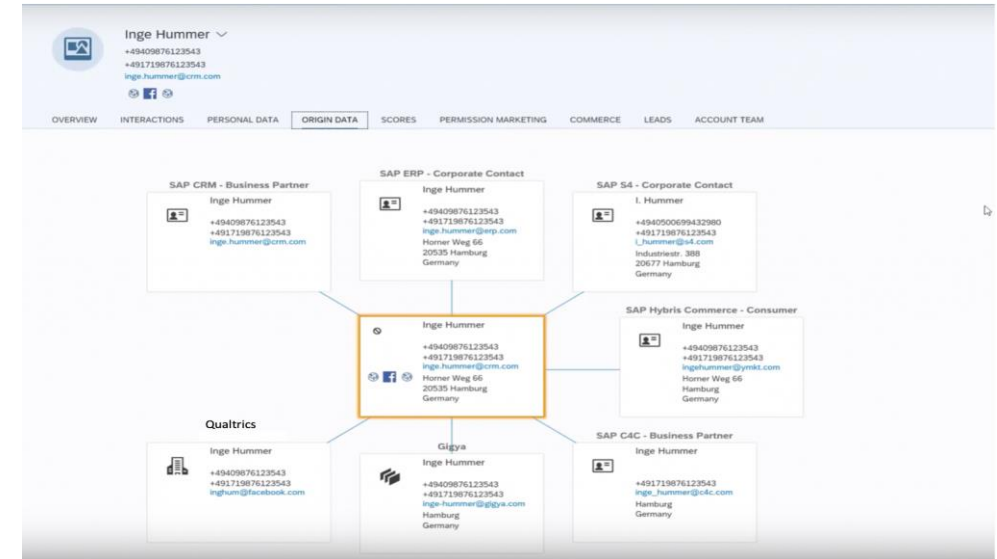 Inge Hummer
+49409876123543
+491719876123543
inge.hummer@crm.com
OVERVIEW INTERACTIONS PERSONAL DATA ORIGIN DATA SCORES PERMISSION MARKETING COMMERCE LEADS ACCOUNT TEAM
SAP CRM - Business Partner
Inge Hummer
+49409876123543
+491719876123543
inge.hummer@crm.com
SAP ERP - Corporate Contact
Inge Hummer
+49409876123543
+491719876123543
inge.hummer@erp.com
Horner Weg 66
20535 Hamburg
Germany
SAP S4 - Corporate Contact
I. Hummer
+4940500699432980
+491719876123543
i_hummer@s4.com
Industriestr. 388
20677 Hamburg
Germany
Inge Hummer
+49409876123543
+491719876123543
inge.hummer@crm.com
Horner Weg 66
20535 Hamburg
Germany
SAP Hybris Commerce - Consumer
Inge Hummer
+49409876123543
+491719876123543
ingehummer@ymkt.com
Horner Weg 66
Hamburg
Germany
Qualtrics
Inge Hummer
+49409876123543
+491719876123543
inghum@facebook.com
Gigya
Inge Hummer
+49409876123543
+491719876123543
inge-hummer@gigya.com
Hamburg
Germany
SAP C4C - Business Partner
Inge Hummer
+491719876123543
inge_hummer@c4c.com
Hamburg
Germany